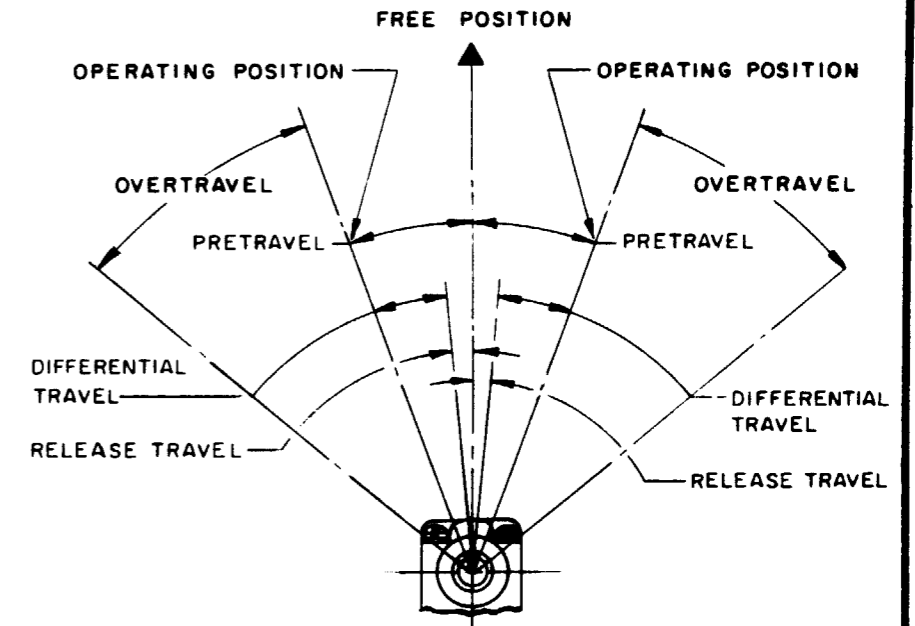 FREE POSITION
OPERATING POSITION
OPERATING POSITION
OVERTRAVEL
OVERTRAVEL
PRETRAVEL
PRETRAVEL
DIFFERENTIAL
TRAVEL
DIFFERENTIAL
TRAVEL
RELEASE TRAVEL
RELEASE TRAVEL